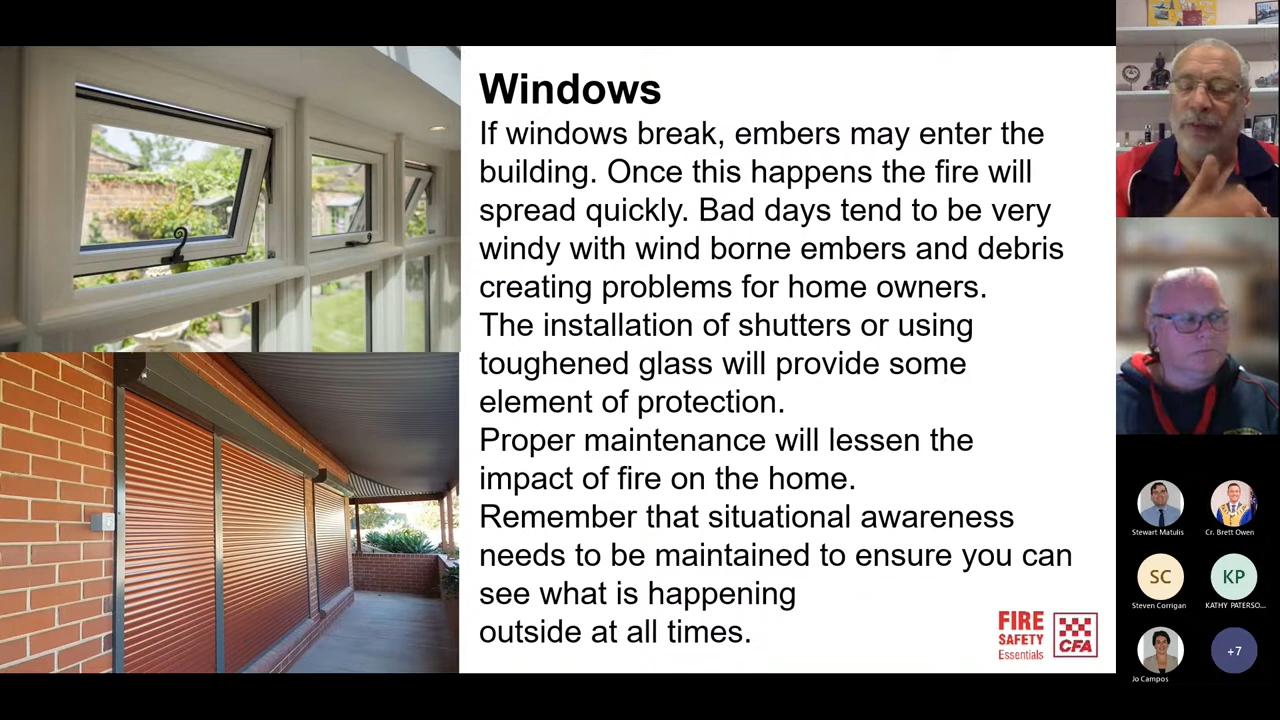 Windows
If windows break, embers may enter the
building. Once this happens the fire will
spread quickly. Bad days tend to be very
windy with wind borne embers and debris
creating problems for home owners.
The installation of shutters or using
toughened glass will provide some
element of protection.
Proper maintenance will lessen the
impact of fire on the home.
Remember that situational awareness
needs to be maintained to ensure you can
see what is happening
outside at all times.
FIRE
SAFETY
Essentials
CFA
Stewart Matulis
Cr. Brett Owen
SC
KP
Steven Corrigan
KATHY PATERSO...
+7
Jo Campos